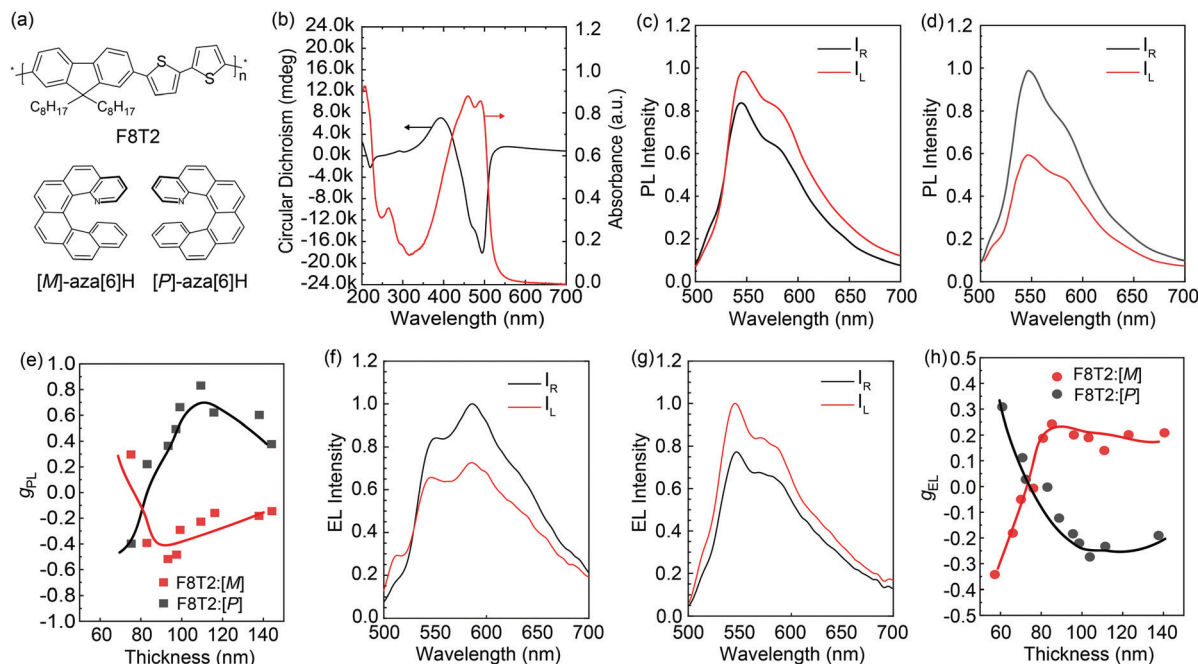 (a)
*
n
*
S
S
C8H17
C8H17
F8T2
N
N
[M]-aza[6]H
[P]-aza[6]H
(b)
24.0k
20.0k
16.0k
12.0k
8.0k
4.0k
0.0k
-4.0k
-8.0k
-12.0k
-16.0k
-20.0k
-24.0k
Circular Dichroism (mdeg)
1.2
1.0
0.8
0.6
0.4
0.2
0.0
Absorbance (a.u.)
200 300 400 500 600 700
Wavelength (nm)
(c)
IR
IL
1.2
1.0
0.8
0.6
0.4
0.2
0.0
PL Intensity
500 550 600 650 700
Wavelength (nm)
(d)
IR
IL
1.2
1.0
0.8
0.6
0.4
0.2
0.0
PL Intensity
500 550 600 650 700
Wavelength (nm)
(e)
1.0
0.8
0.6
0.4
0.2
0.0
-0.2
-0.4
-0.6
-0.8
-1.0
gPL
F8T2:[M]
F8T2:[P]
60 80 100 120 140
Thickness (nm)
(f)
IR
IL
1.2
1.0
0.8
0.6
0.4
0.2
0.0
EL Intensity
500 550 600 650 700
Wavelength (nm)
(g)
IR
IL
1.2
1.0
0.8
0.6
0.4
0.2
0.0
EL Intensity
500 550 600 650 700
Wavelength (nm)
(h)
F8T2:[M]
F8T2:[P]
0.5
0.4
0.3
0.2
0.1
0.0
-0.1
-0.2
-0.3
-0.4
-0.5
gEL
60 80 100 120 140
Thickness (nm)